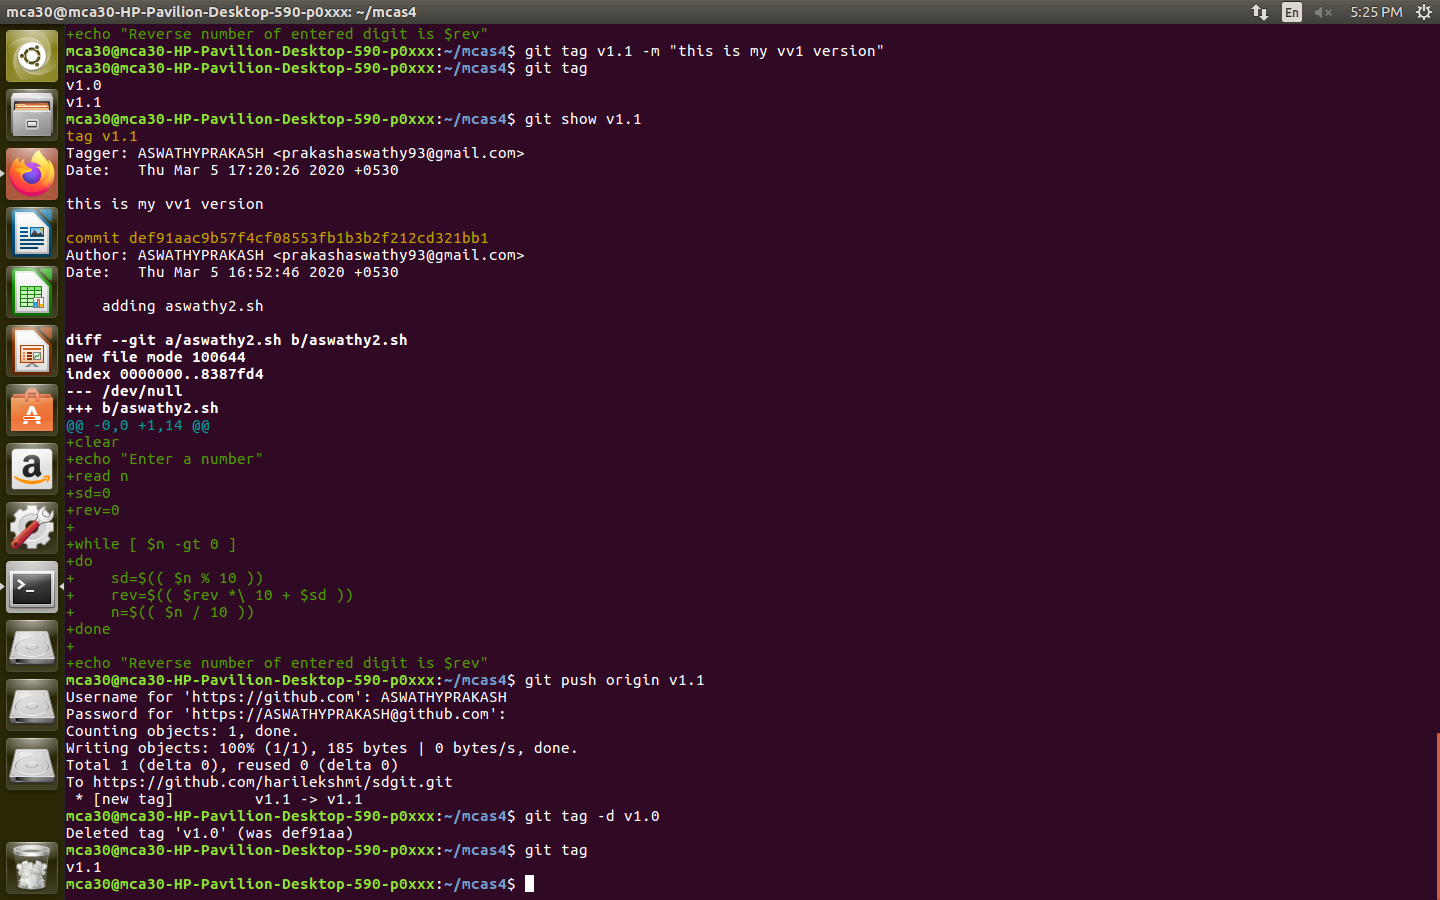 mca30@mca30-HP-Pavilion-Desktop-590-p0xxx: ~/mcas4
En
5:25 PM
+echo "Reverse number of entered digit is $rev"
mca30@mca30-HP-Pavilion-Desktop-590-p0xxx:~/mcas4$ git tag v1.1 -m "this is my vv1 version"
mca30@mca30-HP-Pavilion-Desktop-590-p0xxx:~/mcas4$ git tag
v1.0
v1.1
mca30@mca30-HP-Pavilion-Desktop-590-p0xxx:~/mcas4$ git show v1.1
tag v1.1
Tagger: ASWATHYPRAKASH <prakashaswathy93@gmail.com>
Date:   Thu Mar 5 17:20:26 2020 +0530
this is my vv1 version
commit def91aac9b57f4cf08553fb1b3b2f212cd321bb1
Author: ASWATHYPRAKASH <prakashaswathy93@gmail.com>
Date:   Thu Mar 5 16:52:46 2020 +0530
    adding aswathy2.sh
diff --git a/aswathy2.sh b/aswathy2.sh
new file mode 100644
index 0000000..8387fd4
--- /dev/null
+++ b/aswathy2.sh
@@ -0,0 +1,14 @@
+clear
+echo "Enter a number"
+read n
+sd=0
+rev=0
+
+while [ $n -gt 0 ]
+do
+    sd=$(( $n % 10 ))
+    rev=$(( $rev *\ 10 + $sd ))
+    n=$(( $n / 10 ))
+done
+
+echo "Reverse number of entered digit is $rev"
mca30@mca30-HP-Pavilion-Desktop-590-p0xxx:~/mcas4$ git push origin v1.1
Username for 'https://github.com': ASWATHYPRAKASH
Password for 'https://ASWATHYPRAKASH@github.com':
Counting objects: 1, done.
Writing objects: 100% (1/1), 185 bytes | 0 bytes/s, done.
Total 1 (delta 0), reused 0 (delta 0)
To https://github.com/harilekshmi/sdgit.git
 * [new tag]         v1.1 -> v1.1
mca30@mca30-HP-Pavilion-Desktop-590-p0xxx:~/mcas4$ git tag -d v1.0
Deleted tag 'v1.0' (was def91aa)
mca30@mca30-HP-Pavilion-Desktop-590-p0xxx:~/mcas4$ git tag
v1.1
mca30@mca30-HP-Pavilion-Desktop-590-p0xxx:~/mcas4$